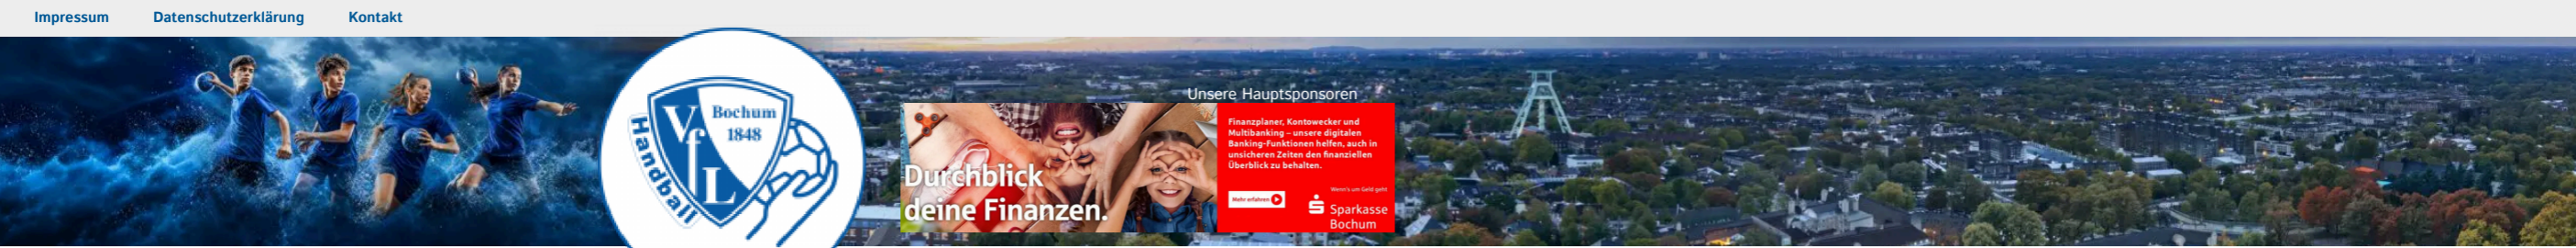 Impressum Datenschutzerklärung Kontakt
Bochum
1848
VfL
Handball
Unsere Hauptsponsoren
Durchblick
deine Finanzen.
Finanzplaner, Kontowecker und
Multibanking – unsere digitalen
Banking-Funktionen helfen, auch in
unsicheren Zeiten den finanziellen
Überblick zu behalten.
Wenn's um Geld geht
Mehr erfahren
Sparkasse
Bochum